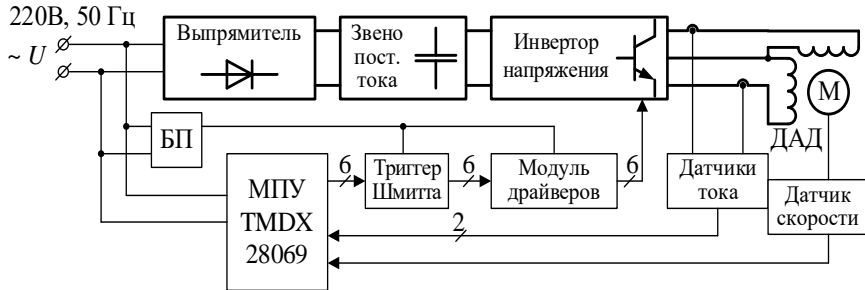 220В, 50 Гц
~ U
Выпрямитель
Звено
пост.
тока
Инвертор
напряжения
М
ДАД
БП
МПУ
TMDX
28069
6
Триггер
Шмитта
6
Модуль
драйверов
6
Датчики
тока
Датчик
скорости
2